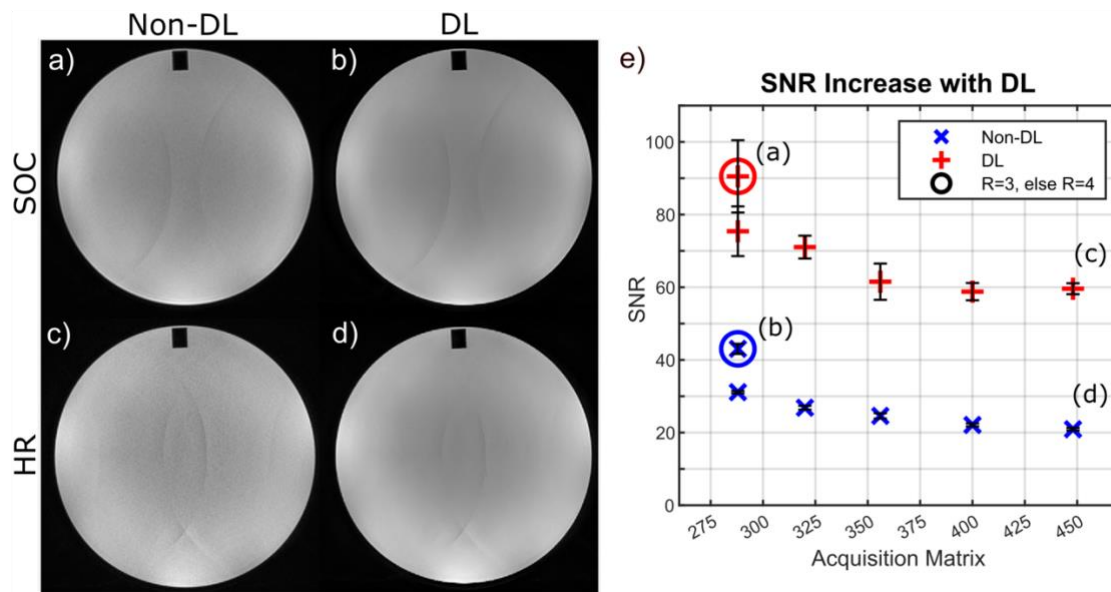 Non-DL
DL
SOC
HR
a)
b)
c)
d)
e)
SNR Increase with DL
SNR
100
80
60
40
20
0
(a)
(b)
(c)
(d)
Non-DL
DL
R=3, else R=4
275
300
325
350
375
400
425
450
Acquisition Matrix